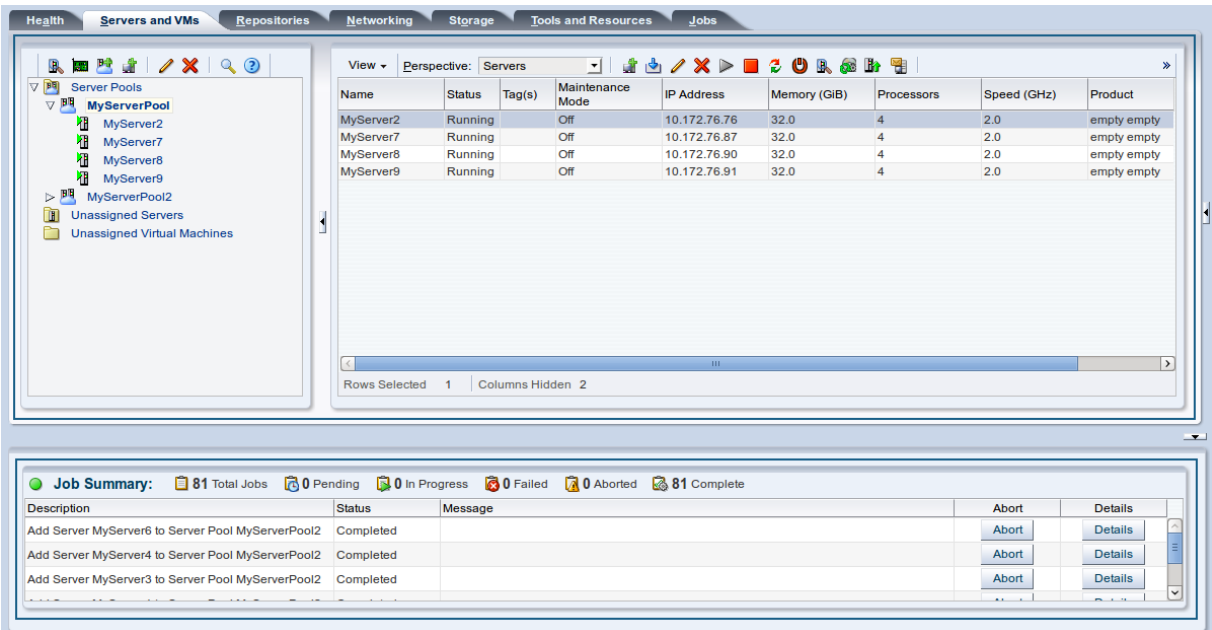 Health Servers and VMs Repositories Networking Storage Tools and Resources Jobs
Server Pools
MyServerPool
MyServer2
MyServer7
MyServer8
MyServer9
MyServerPool2
Unassigned Servers
Unassigned Virtual Machines
View Perspective: Servers
Name Status Tag(s) Maintenance Mode IP Address Memory (GiB) Processors Speed (GHz) Product
MyServer2 Running Off 10.172.76.76 32.0 4 2.0 empty empty
MyServer7 Running Off 10.172.76.87 32.0 4 2.0 empty empty
MyServer8 Running Off 10.172.76.90 32.0 4 2.0 empty empty
MyServer9 Running Off 10.172.76.91 32.0 4 2.0 empty empty
Rows Selected 1 Columns Hidden 2
Job Summary: 81 Total Jobs 0 Pending 0 In Progress 0 Failed 0 Aborted 81 Complete
Description Status Message Abort Details
Add Server MyServer6 to Server Pool MyServerPool2 Completed Abort Details
Add Server MyServer4 to Server Pool MyServerPool2 Completed Abort Details
Add Server MyServer3 to Server Pool MyServerPool2 Completed Abort Details